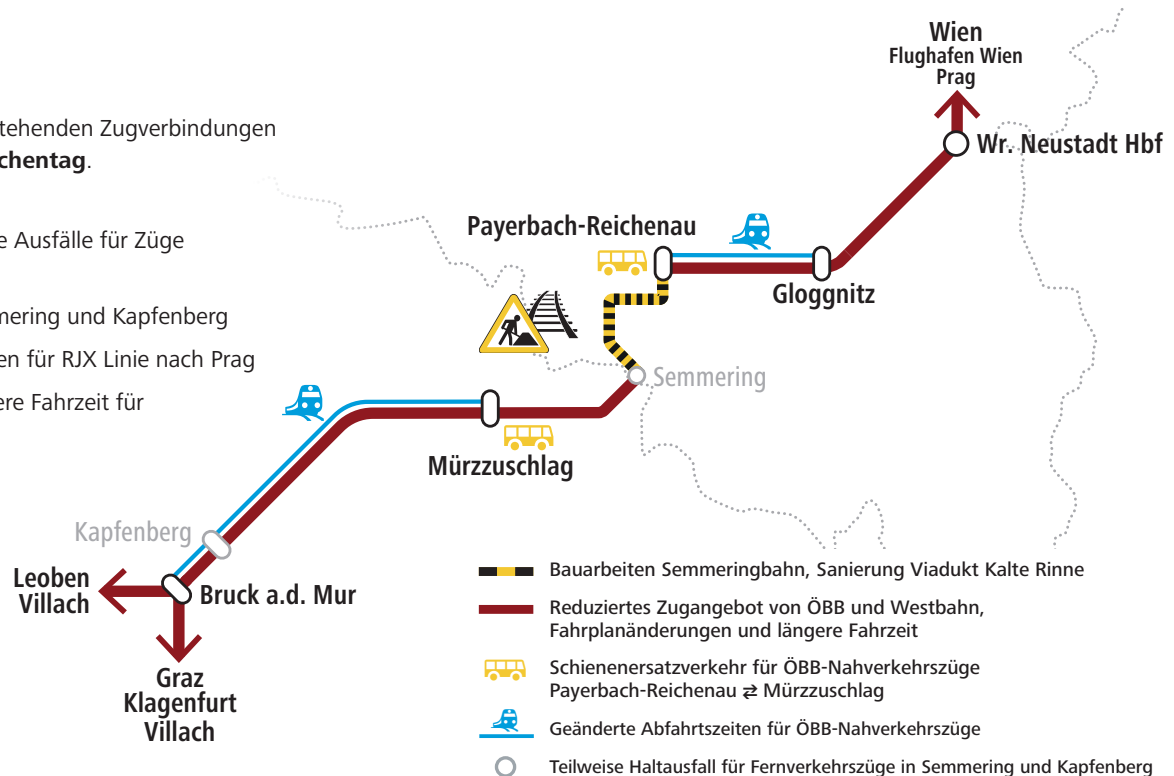 stehenden Zugverbindungen
chentag.
e Ausfälle für Züge
mering und Kapfenberg
en für RJX Linie nach Prag
ere Fahrzeit für
Wien
Flughafen Wien
Prag
Wr. Neustadt Hbf
Payerbach-Reichenau
Gloggnitz
Semmering
Mürzzuschlag
Kapfenberg
Leoben
Villach
Bruck a.d. Mur
Graz
Klagenfurt
Villach
Bauarbeiten Semmeringbahn, Sanierung Viadukt Kalte Rinne
Reduziertes Zugangebot von ÖBB und Westbahn,
Fahrplanänderungen und längere Fahrzeit
Schienenersatzverkehr für ÖBB-Nahverkehrszüge
Payerbach-Reichenau ⇄ Mürzzuschlag
Geänderte Abfahrtszeiten für ÖBB-Nahverkehrszüge
Teilweise Haltausfall für Fernverkehrszüge in Semmering und Kapfenberg